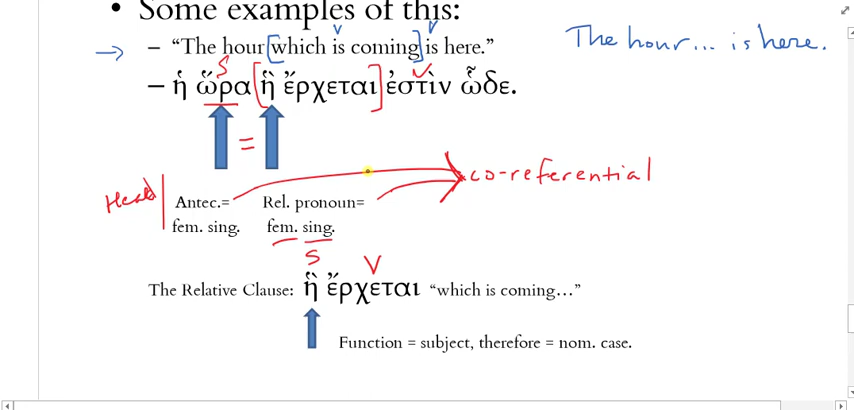 • Some examples of this:
– “The hour [which is coming] is here.”
v
v
The hour... is here.
– ἡ ὥρα [ἣ ἔρχεται] ἐστὶν ὧδε.
S
v
=
Head
Antec.= Rel. pronoun=
fem. sing. fem. sing.
co-referential
S
V
The Relative Clause: ἣ ἔρχεται “which is coming…”
Function = subject, therefore = nom. case.